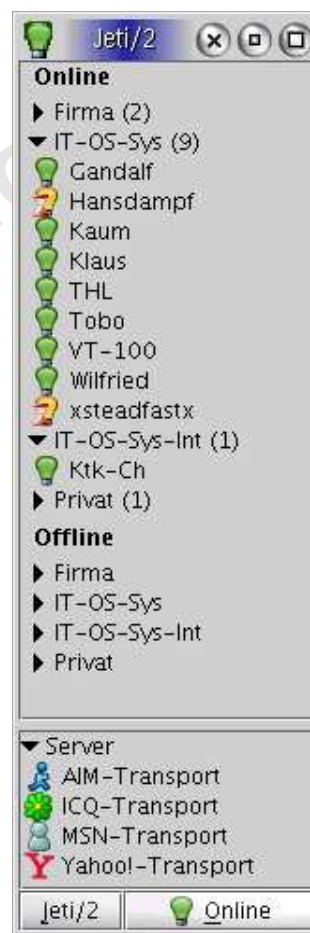 Jeti/2
Online
Firma (2)
IT-OS-Sys (9)
Gandalf
Hansdampf
Kaum
Klaus
THL
Tobo
VT-100
Wilfried
xsteadfastx
IT-OS-Sys-Int (1)
Ktk-Ch
Privat (1)
Offline
Firma
IT-OS-Sys
IT-OS-Sys-Int
Privat
Server
AIM-Transport
ICQ-Transport
MSN-Transport
Yahoo!-Transport
Jeti/2 Online